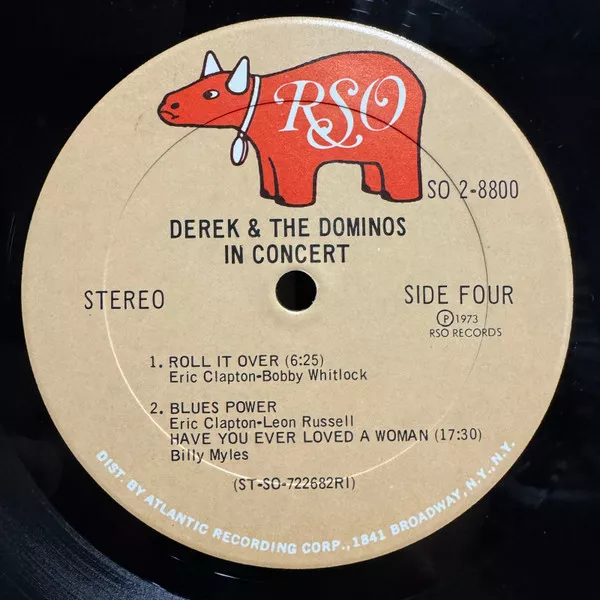 RSO
SO 2-8800
DEREK & THE DOMINOS
IN CONCERT
STEREO
SIDE FOUR
Ⓟ 1973
RSO RECORDS
1. ROLL IT OVER (6:25)
Eric Clapton-Bobby Whitlock
2. BLUES POWER
Eric Clapton-Leon Russell
HAVE YOU EVER LOVED A WOMAN (17:30)
Billy Myles
(ST-SO-722682RI)
DIST. BY ATLANTIC RECORDING CORP., 1841 BROADWAY, N.Y., N.Y.